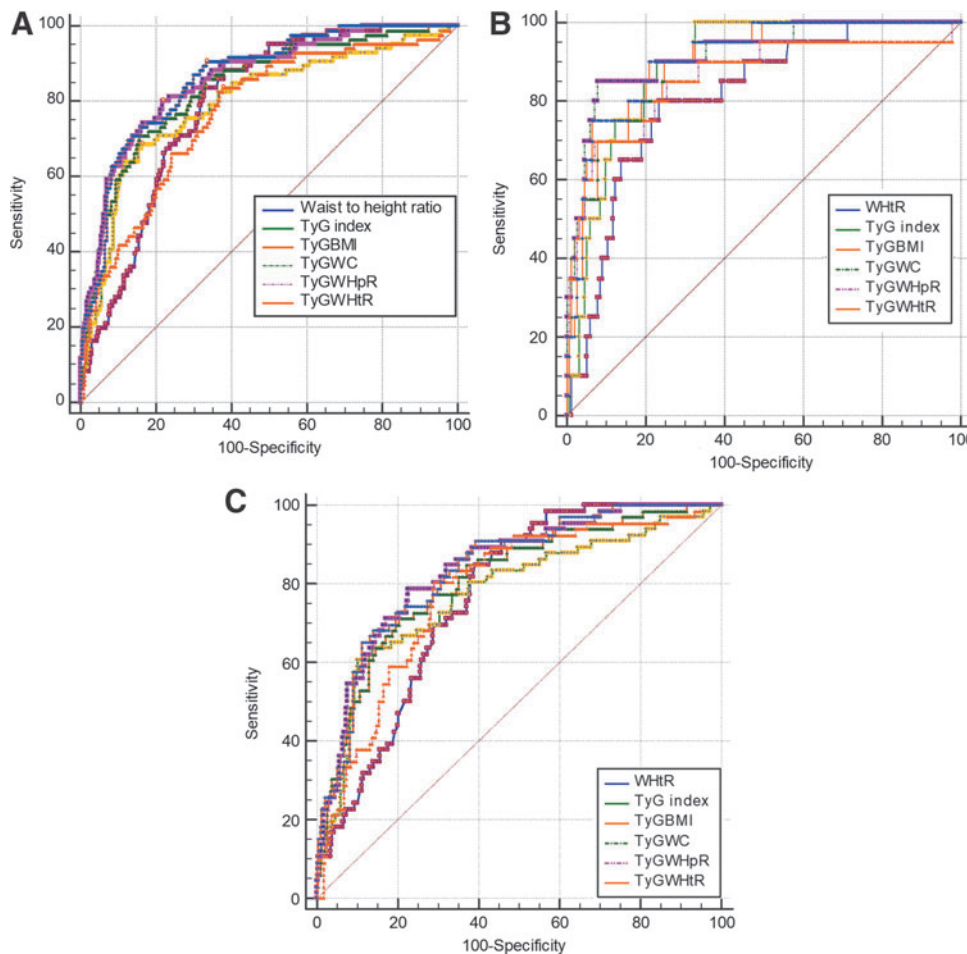 A
100
80
60
40
20
0
Sensitivity
Waist to height ratio
TyG index
TyGBMI
TyGWC
TyGWHpR
TyGWHtR
0 20 40 60 80 100
100-Specificity
B
100
80
60
40
20
0
Sensitivity
WHtR
TyG index
TyGBMI
TyGWC
TyGWHpR
TyGWHtR
0 20 40 60 80 100
100-Specificity
C
100
80
60
40
20
0
Sensitivity
WHtR
TyG index
TyGBMI
TyGWC
TyGWHpR
TyGWHtR
0 20 40 60 80 100
100-Specificity